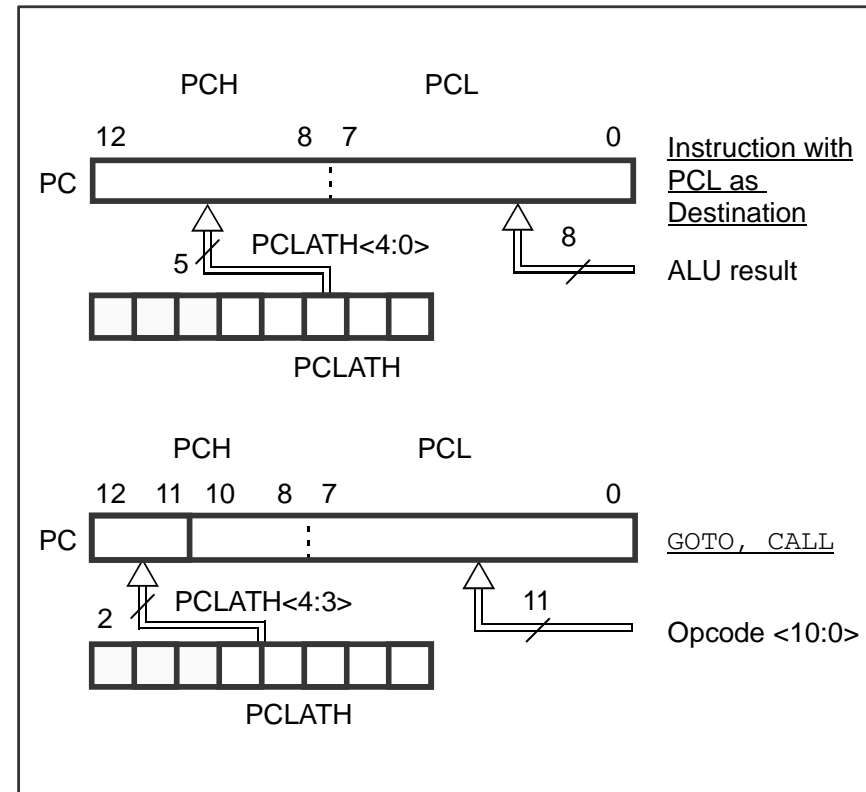 PCH PCL
12 8 7 0
PC
Instruction with
PCL as
Destination
5 PCLATH<4:0> 8
ALU result
PCLATH
PCH PCL
12 11 10 8 7 0
PC
GOTO, CALL
2 PCLATH<4:3> 11
Opcode <10:0>
PCLATH